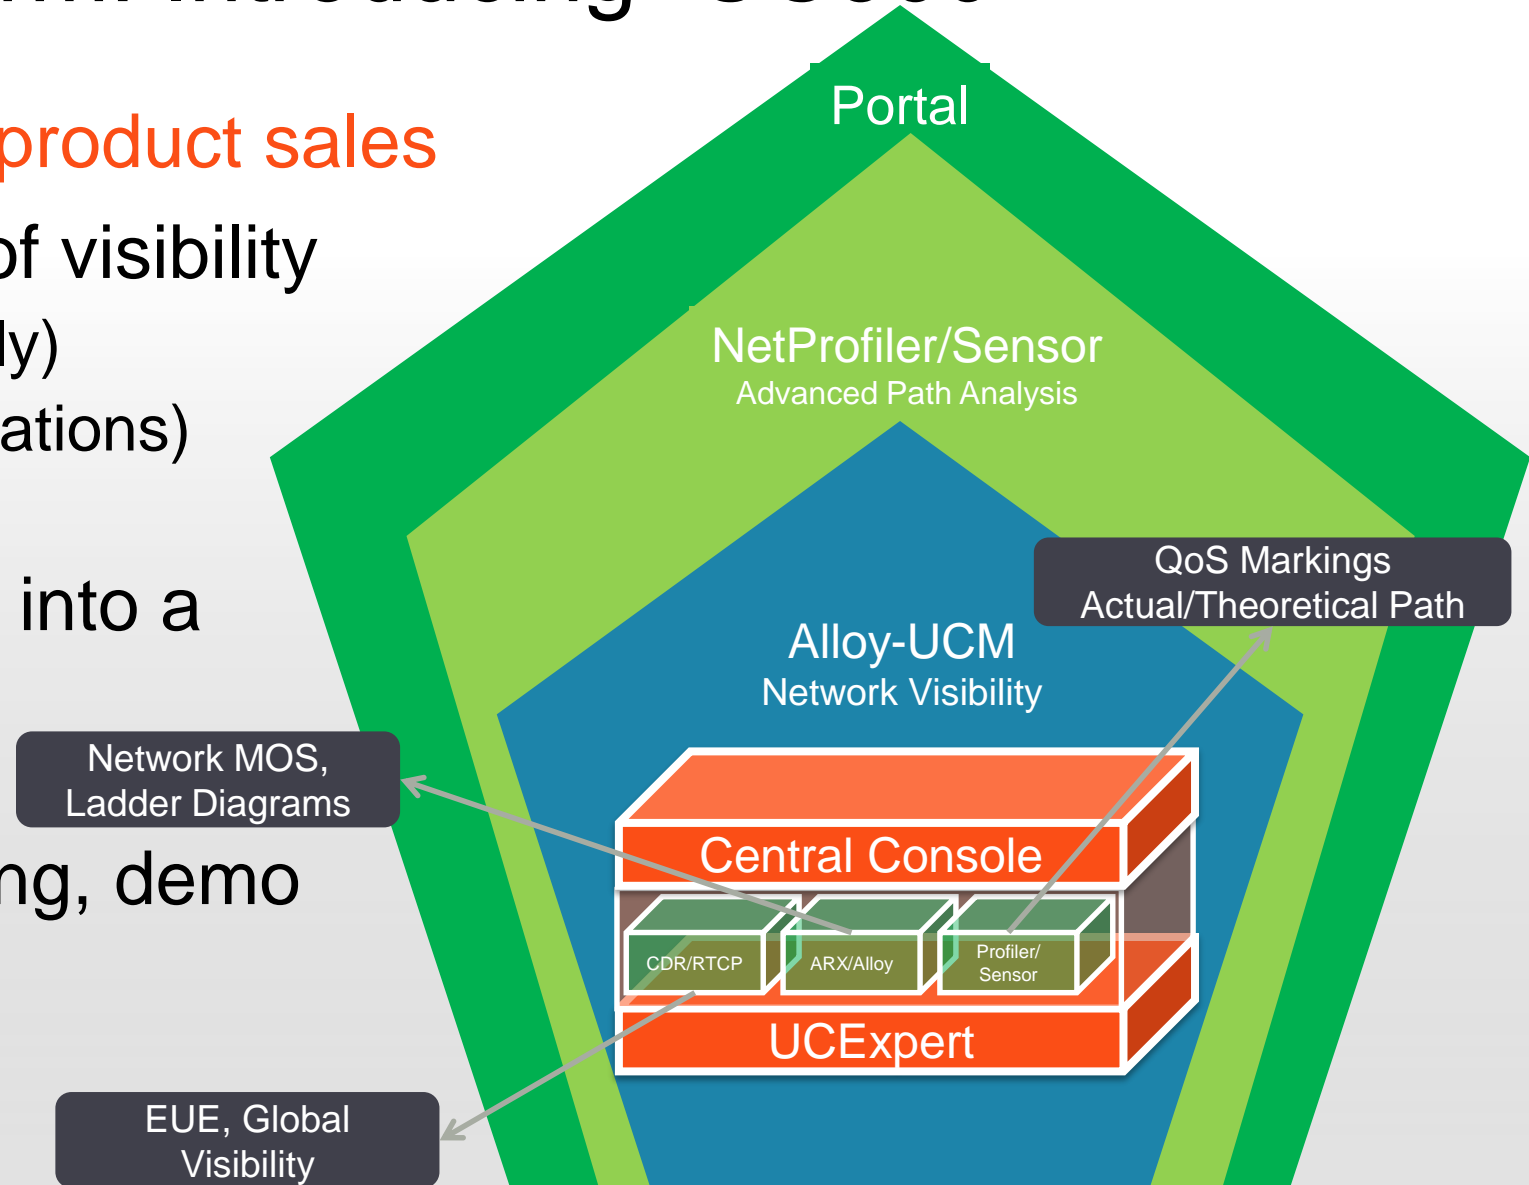 Introducing
Portal
product sales
of visibility
ly)
NetProfiler/Sensor
Advanced Path Analysis
ations)
QoS Markings
Actual/Theoretical Path
into a
Alloy-UCM
Network Visibility
Network MOS,
Ladder Diagrams
Central Console
ng, demo
CDR/RTCP
ARX/Alloy
Profiler/
Sensor
UCExpert
EUE, Global
Visibility